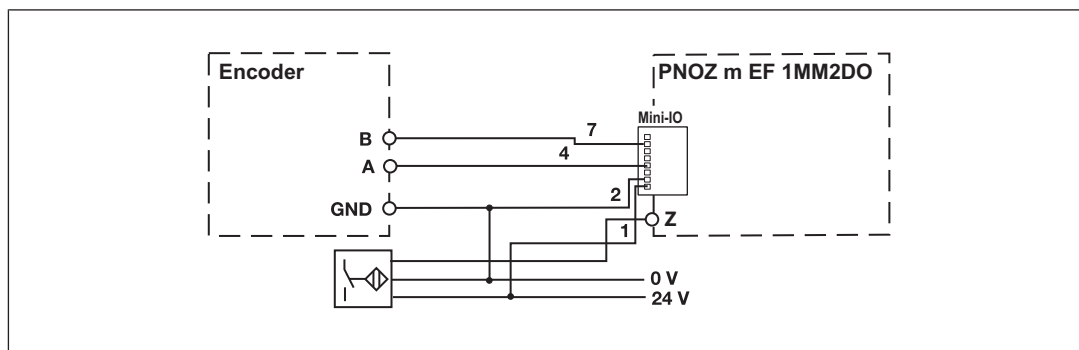 Encoder
PNOZ m EF 1MM2DO
Mini-IO
B
7
A
4
GND
2
1
Z
0 V
24 V